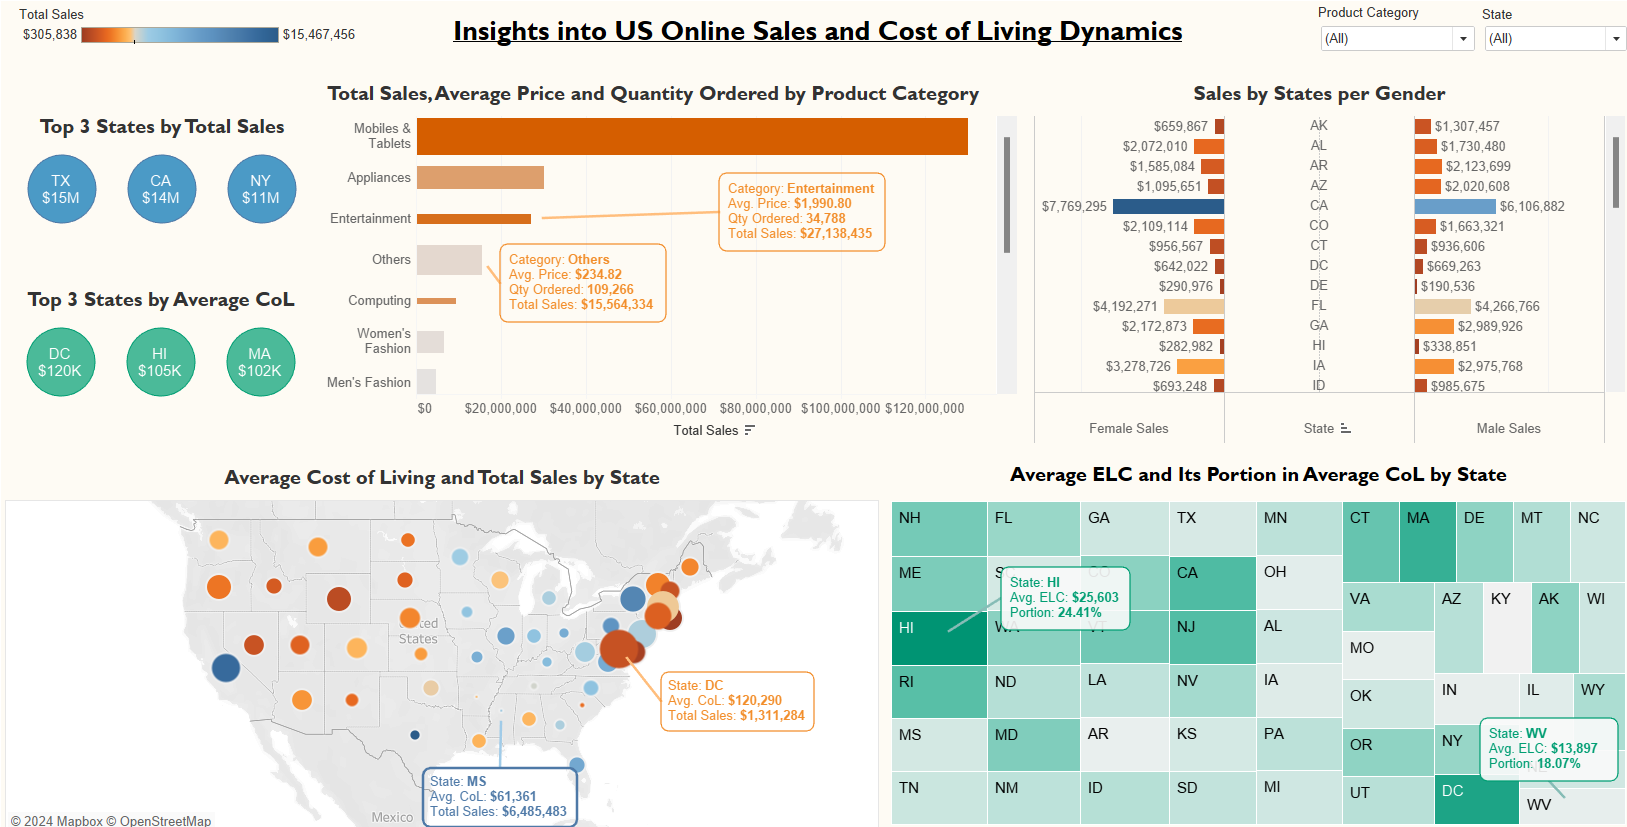 Total Sales
$305,838 $15,467,456
Insights into US Online Sales and Cost of Living Dynamics
Product Category
(All)
State
(All)
Top 3 States by Total Sales
TX
$15M
CA
$14M
NY
$11M
Top 3 States by Average CoL
DC
$120K
HI
$105K
MA
$102K
Total Sales, Average Price and Quantity Ordered by Product Category
Mobiles &
Tablets
Appliances
Entertainment
Others
Computing
Women's
Fashion
Men's Fashion
Category: Entertainment
Avg. Price: $1,990.80
Qty Ordered: 34,788
Total Sales: $27,138,435
Category: Others
Avg. Price: $234.82
Qty Ordered: 109,266
Total Sales: $15,564,334
$0 $20,000,000 $40,000,000 $60,000,000 $80,000,000 $100,000,000 $120,000,000
Total Sales
Sales by States per Gender
$659,867 AK $1,307,457
$2,072,010 AL $1,730,480
$1,585,084 AR $2,123,699
$1,095,651 AZ $2,020,608
$7,769,295 CA $6,106,882
$2,109,114 CO $1,663,321
$956,567 CT $936,606
$642,022 DC $669,263
$290,976 DE $190,536
$4,192,271 FL $4,266,766
$2,172,873 GA $2,989,926
$282,982 HI $338,851
$3,278,726 IA $2,975,768
$693,248 ID $985,675
Female Sales State Male Sales
Average Cost of Living and Total Sales by State
States
Mexico
State: DC
Avg. CoL: $120,290
Total Sales: $1,311,284
State: MS
Avg. CoL: $61,361
Total Sales: $6,485,483
© 2024 Mapbox © OpenStreetMap
Average ELC and Its Portion in Average CoL by State
NH FL GA TX MN CT MA DE MT NC
ME CO CA OH VA AZ KY AK WI
HI WA VT NJ AL MO
RI ND LA NV IA OK IN IL WY
MS MD AR KS PA OR NY
TN NM ID SD MI UT DC WV
State: HI
Avg. ELC: $25,603
Portion: 24.41%
State: WV
Avg. ELC: $13,897
Portion: 18.07%